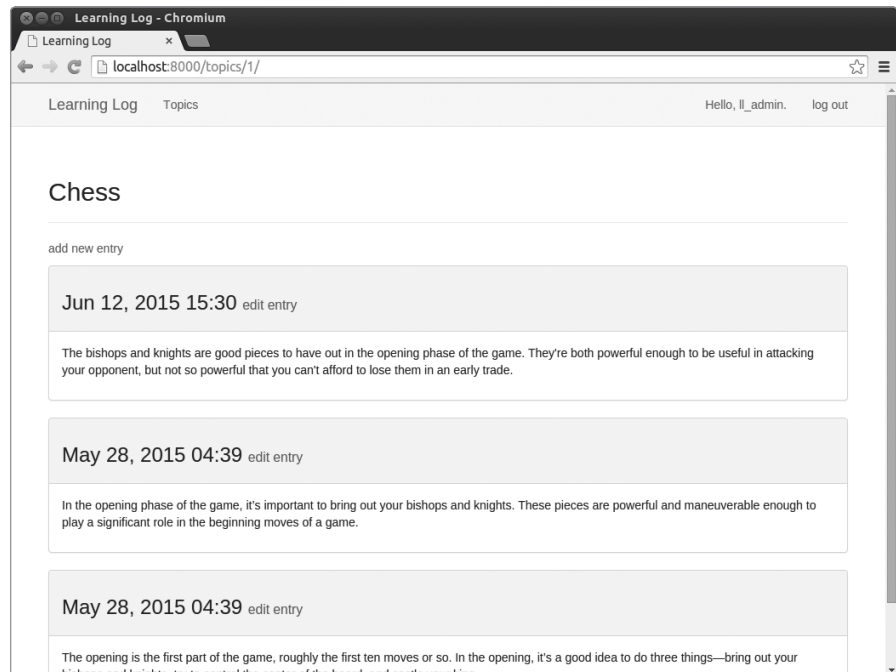 Learning Log - Chromium
Learning Log
localhost:8000/topics/1/
Learning Log Topics Hello, ll_admin. log out
Chess
add new entry
Jun 12, 2015 15:30 edit entry
The bishops and knights are good pieces to have out in the opening phase of the game. They're both powerful enough to be useful in attacking
your opponent, but not so powerful that you can't afford to lose them in an early trade.
May 28, 2015 04:39 edit entry
In the opening phase of the game, it's important to bring out your bishops and knights. These pieces are powerful and maneuverable enough to
play a significant role in the beginning moves of a game.
May 28, 2015 04:39 edit entry
The opening is the first part of the game, roughly the first ten moves or so. In the opening, it's a good idea to do three things—bring out your